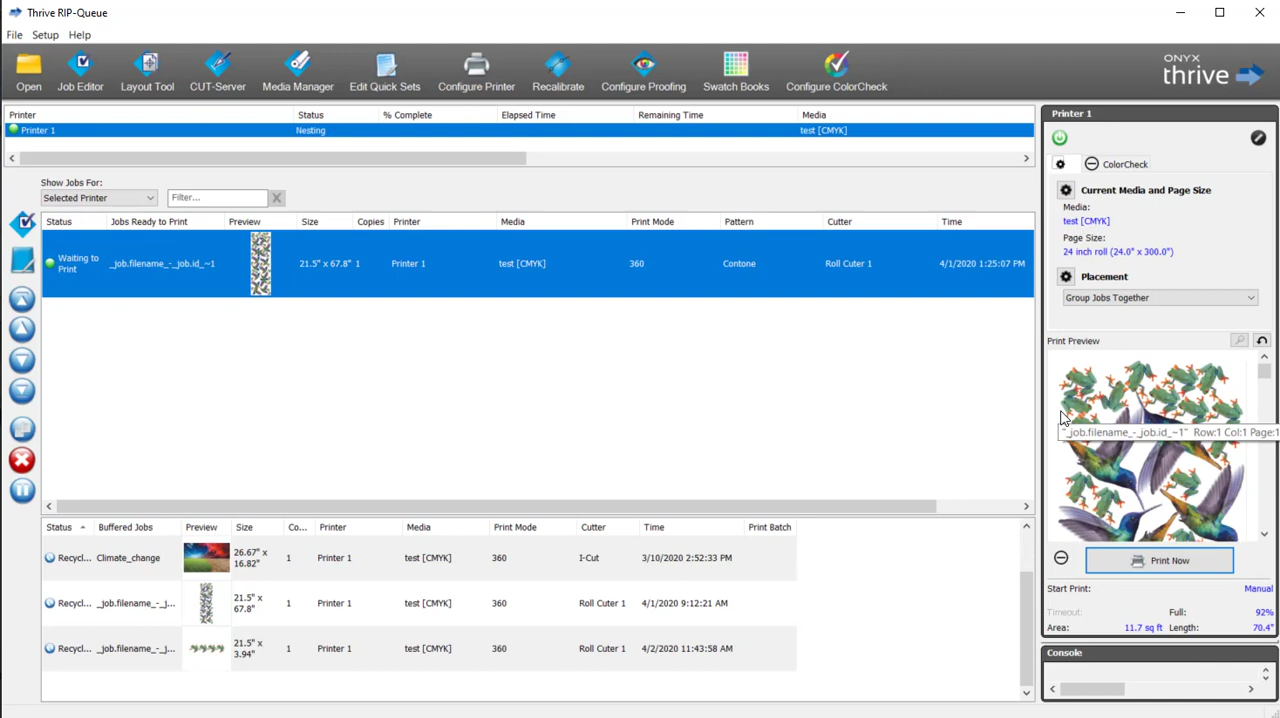 Thrive RIP-Queue
File Setup Help
Open Job Editor Layout Tool CUT-Server Media Manager Edit Quick Sets Configure Printer Recalibrate Configure Proofing Swatch Books Configure ColorCheck
ONYX
thrive
Printer Status % Complete Elapsed Time Remaining Time Media
Printer 1 Nesting test [CMYK]
Show Jobs For:
Selected Printer Filter...
Status Jobs Ready to Print Preview Size Copies Printer Media Print Mode Pattern Cutter Time
Waiting to
Print
_job.filename_-_job.id_~1 21.5" x 67.8" 1 Printer 1 test [CMYK] 360 Contone Roll Cuter 1 4/1/2020 1:25:07 PM
Status Buffered Jobs Preview Size Co... Printer Media Print Mode Cutter Time Print Batch
Recycl... Climate_change 26.67" x
16.82" 1 Printer 1 test [CMYK] 360 I-Cut 3/10/2020 2:52:33 PM
Recycl... _job.filename_-_j... 21.5" x
67.8" 1 Printer 1 test [CMYK] 360 Roll Cuter 1 4/1/2020 9:12:21 AM
Recycl... _job.filename_-_j... 21.5" x
3.94" 1 Printer 1 test [CMYK] 360 Roll Cuter 1 4/2/2020 11:43:58 AM
Printer 1
ColorCheck
Current Media and Page Size
Media:
test [CMYK]
Page Size:
24 inch roll (24.0" x 300.0")
Placement
Group Jobs Together
Print Preview
"_job.filename_-_job.id_~1" Row:1 Col:1 Page:1
Print Now
Start Print: Manual
Timeout: Full: 92%
Area: 11.7 sq ft Length: 70.4"
Console